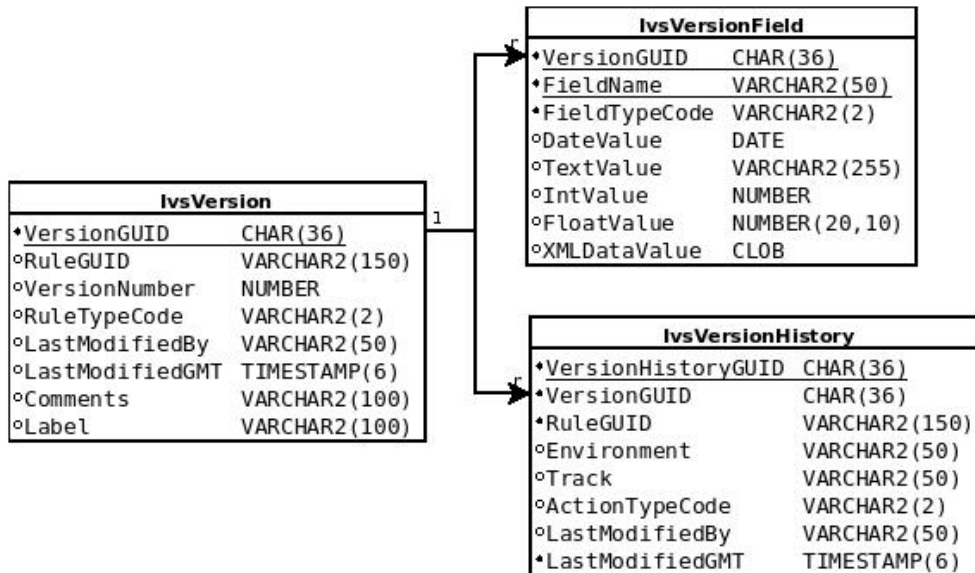 IvsVersionField
VersionGUID CHAR(36)
FieldName VARCHAR2(50)
FieldTypeCode VARCHAR2(2)
DateValue DATE
TextValue VARCHAR2(255)
IntValue NUMBER
FloatValue NUMBER(20,10)
XMLDataValue CLOB
r
IvsVersion
VersionGUID CHAR(36)
RuleGUID VARCHAR2(150)
VersionNumber NUMBER
RuleTypeCode VARCHAR2(2)
LastModifiedBy VARCHAR2(50)
LastModifiedGMT TIMESTAMP(6)
Comments VARCHAR2(100)
Label VARCHAR2(100)
1
IvsVersionHistory
VersionHistoryGUID CHAR(36)
VersionGUID CHAR(36)
RuleGUID VARCHAR2(150)
Environment VARCHAR2(50)
Track VARCHAR2(50)
ActionTypeCode VARCHAR2(2)
LastModifiedBy VARCHAR2(50)
LastModifiedGMT TIMESTAMP(6)
r